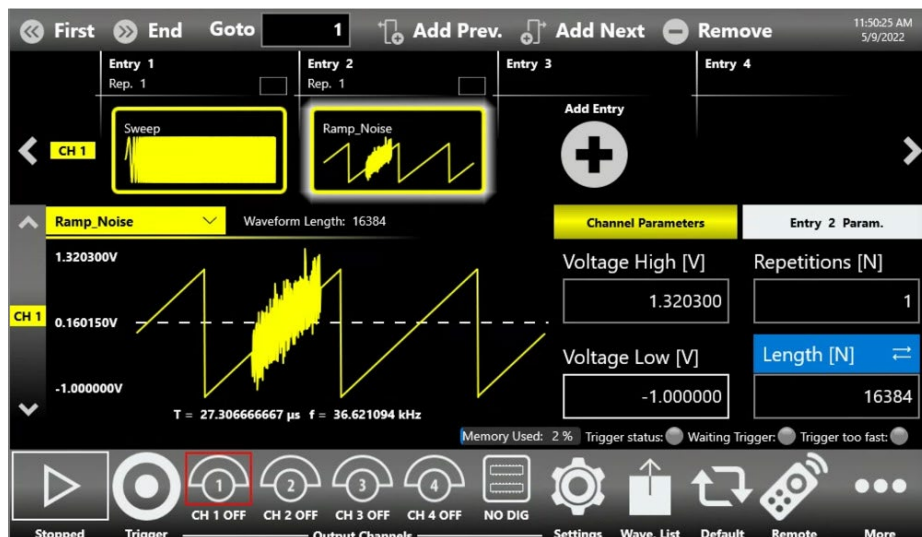 First End Goto 1 Add Prev. Add Next Remove 11:50:25 AM
5/9/2022
Entry 1 Entry 2 Entry 3 Entry 4
Rep. 1 Rep. 1
Add Entry
Sweep Ramp_Noise
CH 1
Ramp_Noise Waveform Length: 16384 Channel Parameters Entry 2 Param.
1.320300V Voltage High [V] Repetitions [N]
1.320300 1
CH 1 0.160150V
Voltage Low [V] Length [N]
-1.000000V -1.000000 16384
T = 27.306666667 µs f = 36.621094 kHz
Memory Used: 2 % Trigger status: Waiting Trigger: Trigger too fast:
1 2 3 4
CH 1 OFF CH 2 OFF CH 3 OFF CH 4 OFF NO DIG
Stopped Trigger Output Channels Settings Wave. List Default Remote More